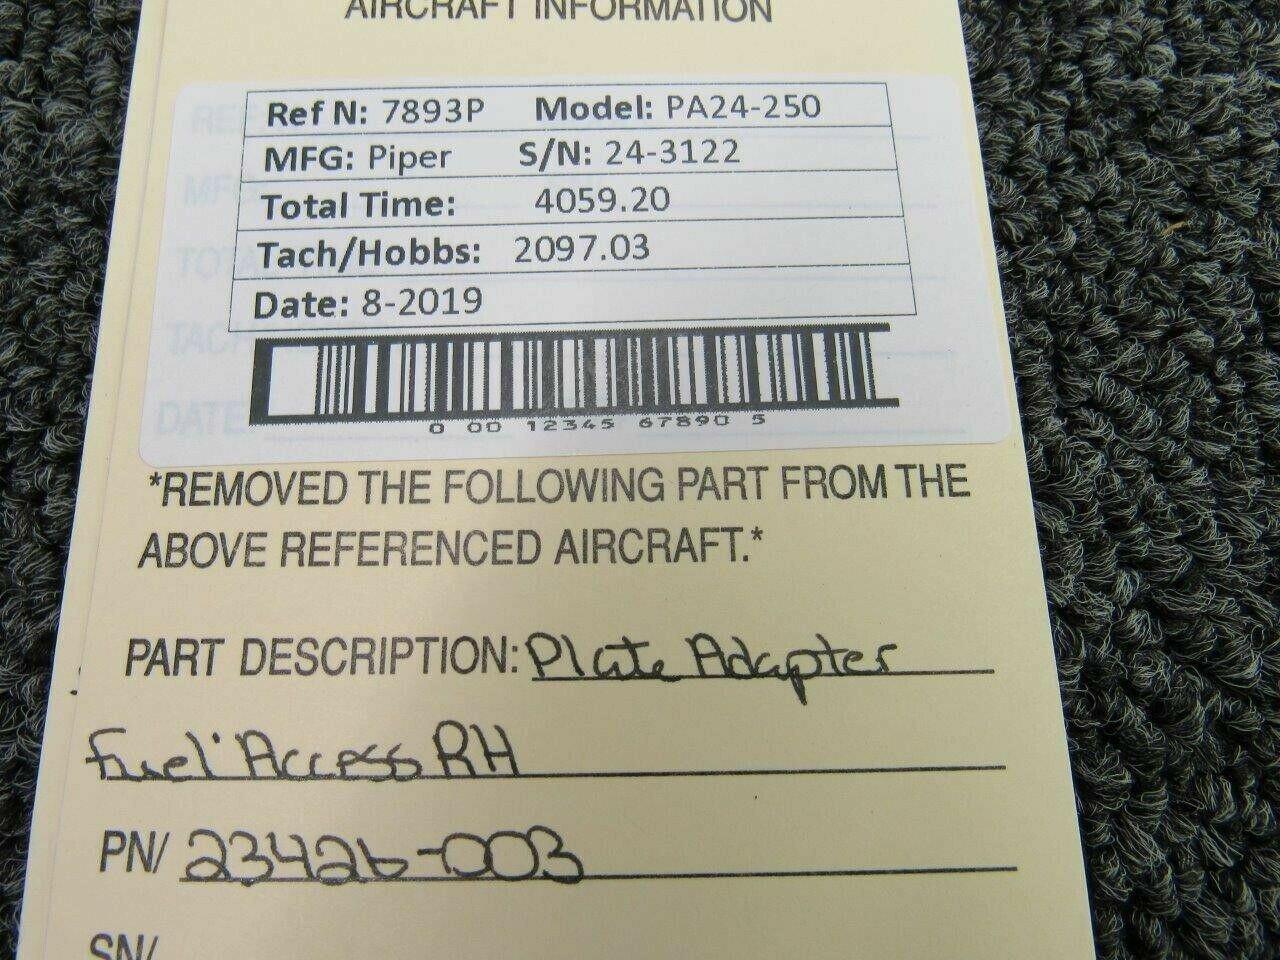 AIRCRAFT INFORMATION
Ref N: 7893P Model: PA24-250
MFG: Piper S/N: 24-3122
Total Time: 4059.20
Tach/Hobbs: 2097.03
Date: 8-2019
0 00 12345 67890 5
*REMOVED THE FOLLOWING PART FROM THE
ABOVE REFERENCED AIRCRAFT.*
PART DESCRIPTION: Plate Adapter
Fuel Access RH
PN/ 23426-003
SN/